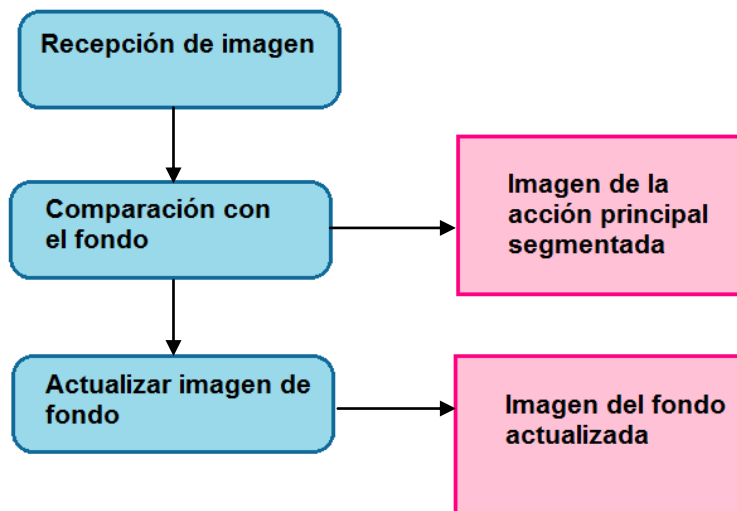 Recepción de imagen
Comparación con
el fondo
Imagen de la
acción principal
segmentada
Actualizar imagen de
fondo
Imagen del fondo
actualizada